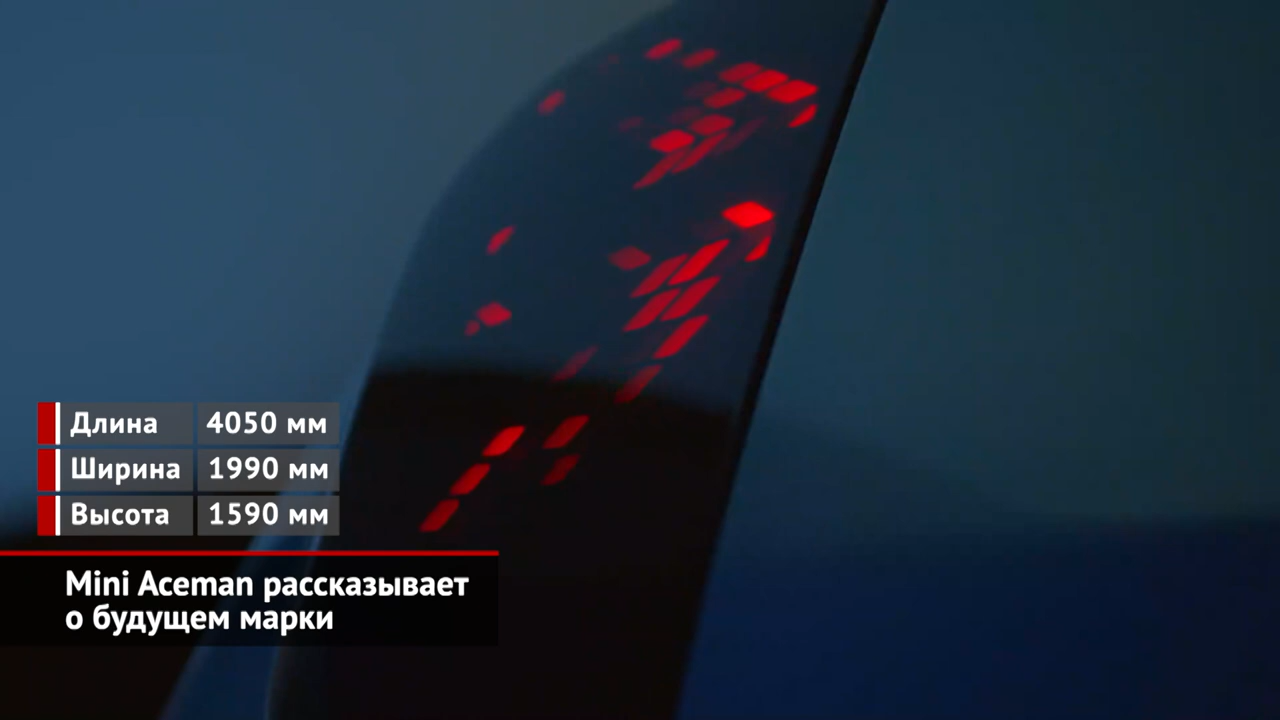 Длина 4050 мм
Ширина 1990 мм
Высота 1590 мм
Mini Aceman рассказывает
о будущем марки